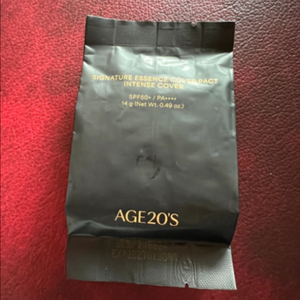 SIGNATURE ESSENCE COVER PACT
INTENSE COVER
SPF50+ / PA++++
14 g (Net Wt. 0.49 oz.)
AGE20'S